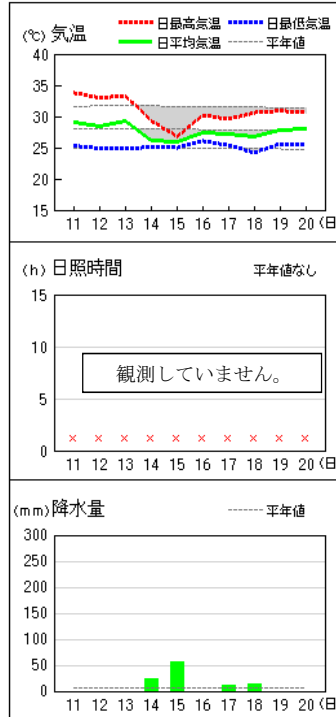 (℃) 気温
日最高気温 日最低気温
日平均気温 平年値
40
35
30
25
20
15
11 12 13 14 15 16 17 18 19 20 (日
(h) 日照時間 平年値なし
15
10
観測していません。
5
0
× × × × × × × × × ×
11 12 13 14 15 16 17 18 19 20 (日
(mm) 降水量 平年値
300
250
200
150
100
50
0
11 12 13 14 15 16 17 18 19 20 (日